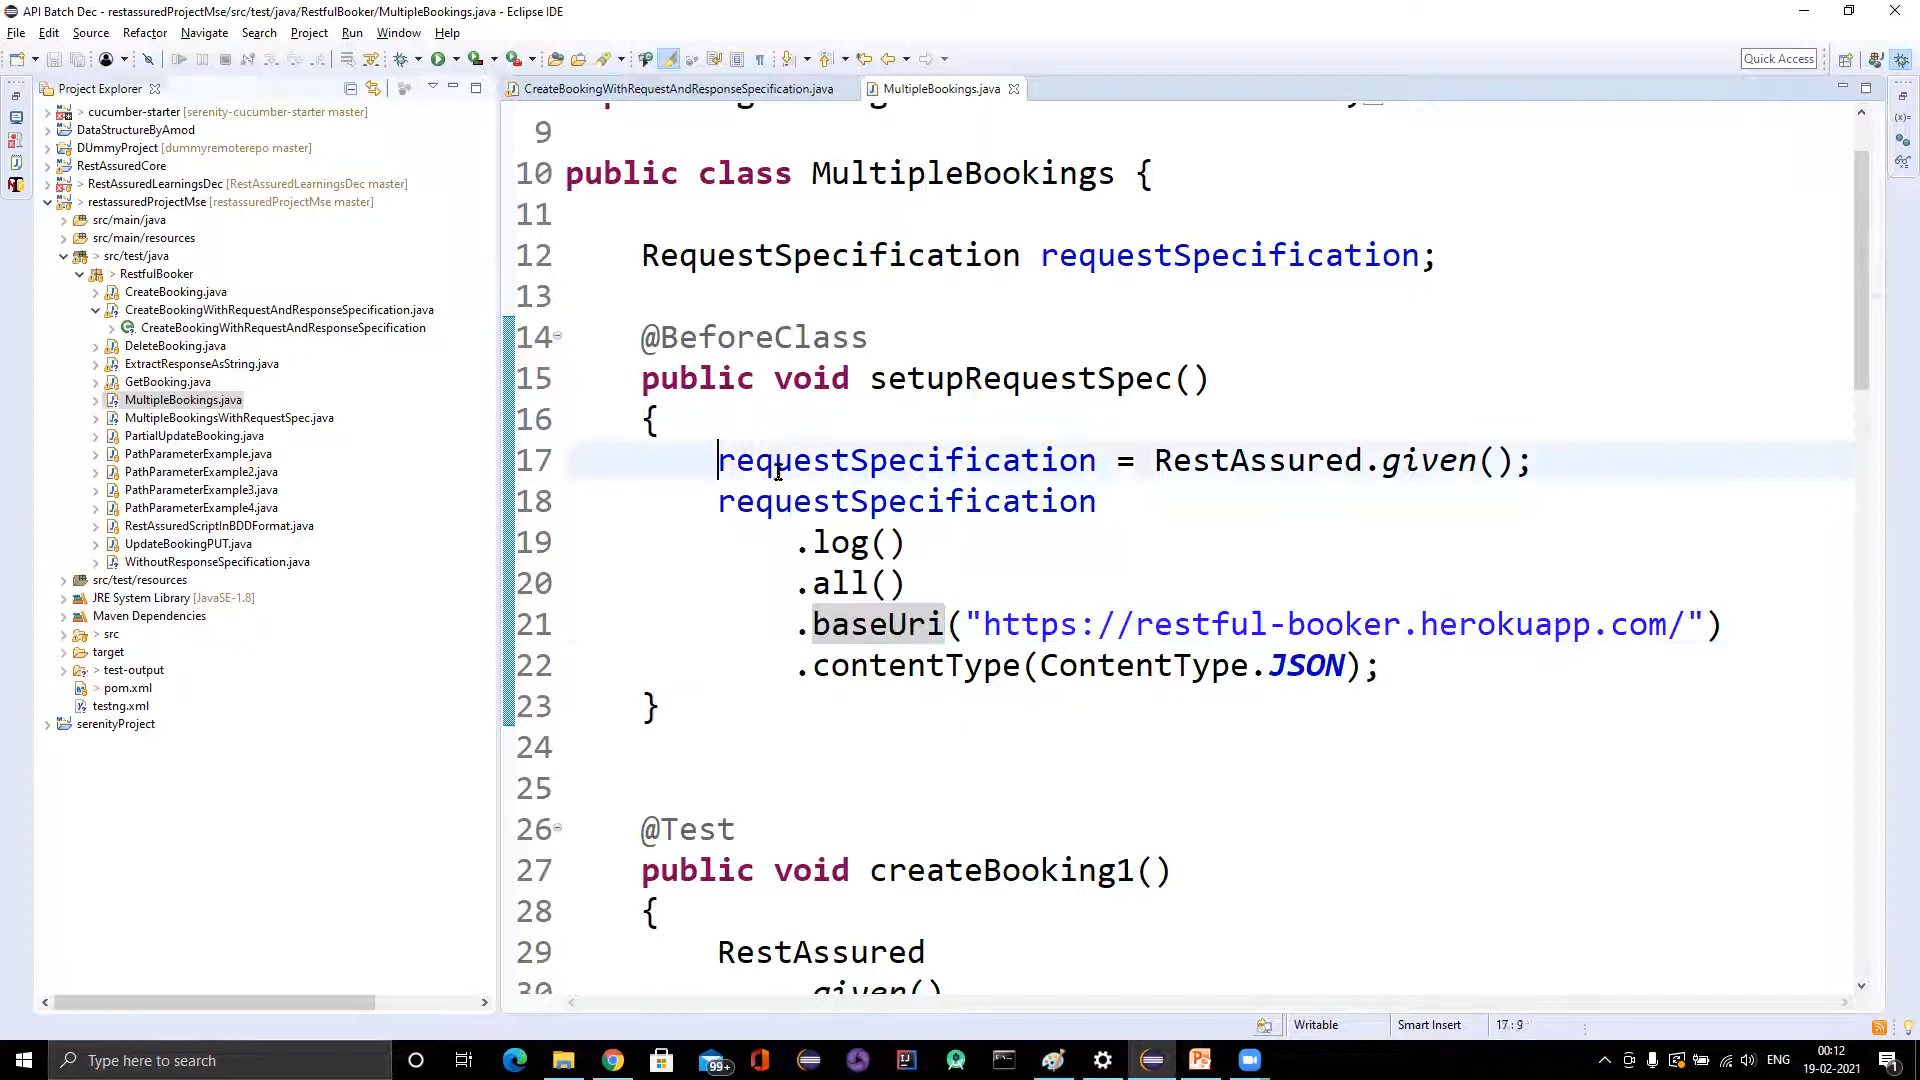 API Batch Dec - restassuredProjectMse/src/test/java/RestfulBooker/MultipleBookings.java - Eclipse IDE
File Edit Source Refactor Navigate Search Project Run Window Help
Quick Access
Project Explorer
CreateBookingWithRequestAndResponseSpecification.java
MultipleBookings.java
> cucumber-starter [serenity-cucumber-starter master]
DataStructureByAmod
DUmmyProject [dummyremoterepo master]
RestAssuredCore
> RestAssuredLearningsDec [RestAssuredLearningsDec master]
> restassuredProjectMse [restassuredProjectMse master]
src/main/java
src/main/resources
> src/test/java
> RestfulBooker
CreateBooking.java
CreateBookingWithRequestAndResponseSpecification.java
CreateBookingWithRequestAndResponseSpecification
DeleteBooking.java
ExtractResponseAsString.java
GetBooking.java
MultipleBookings.java
MultipleBookingsWithRequestSpec.java
PartialUpdateBooking.java
PathParameterExample.java
PathParameterExample2.java
PathParameterExample3.java
PathParameterExample4.java
RestAssuredScriptInBDDFormat.java
UpdateBookingPUT.java
WithoutResponseSpecification.java
src/test/resources
JRE System Library [JavaSE-1.8]
Maven Dependencies
> src
target
> test-output
> pom.xml
testng.xml
serenityProject
9
10 public class MultipleBookings {
11
12 RequestSpecification requestSpecification;
13
14 @BeforeClass
15 public void setupRequestSpec()
16 {
17 requestSpecification = RestAssured.given();
18 requestSpecification
19 .log()
20 .all()
21 .baseUri("https://restful-booker.herokuapp.com/")
22 .contentType(ContentType.JSON);
23 }
24
25
26 @Test
27 public void createBooking1()
28 {
29 RestAssured
30 .given()
Writable Smart Insert 17:9
Type here to search
99+
ENG
00:12
19-02-2021
1